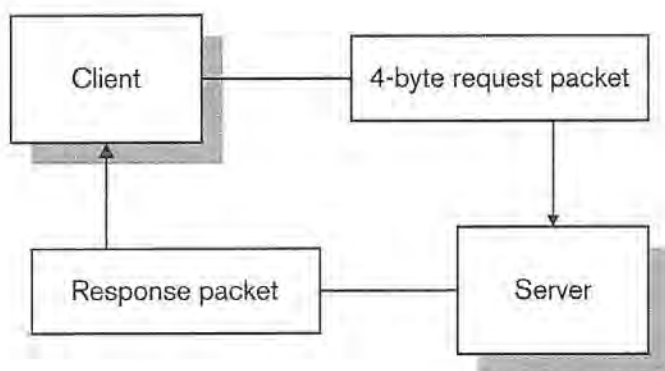 Client
4-byte request packet
Response packet
Server